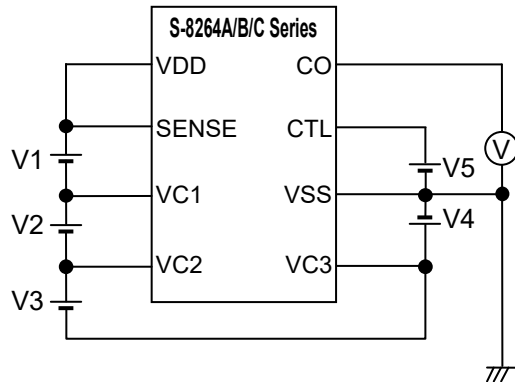 S-8264A/B/C Series
VDD
CO
SENSE
CTL
V1
V
V5
VC1
VSS
V2
V4
VC2
VC3
V3